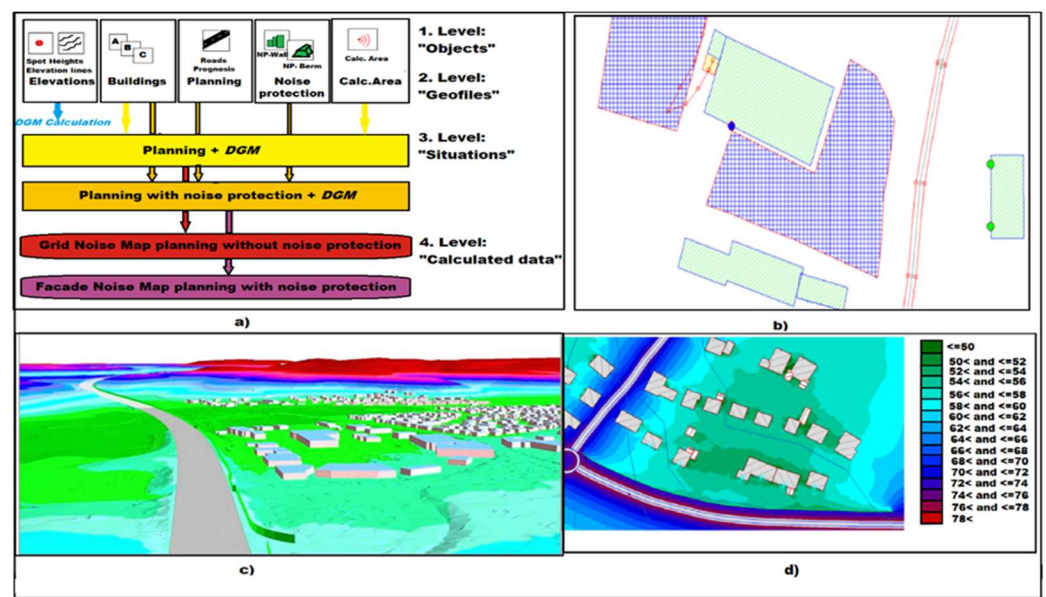 A
B
C
NP-Wall
NP- Berm
Calc. Area
Spot Heights
Elevation lines
Elevations
Buildings
Roads
Prognosis
Planning
Noise
protection
Calc.Area
1. Level:
"Objects"
2. Level:
"Geofiles"
DGM Calculation
Planning + DGM
3. Level:
"Situations"
Planning with noise protection + DGM
Grid Noise Map planning without noise protection
4. Level:
"Calculated data"
Facade Noise Map planning with noise protection
a)
b)
<=50
50< and <=52
52< and <=54
54< and <=56
56< and <=58
58< and <=60
60< and <=62
62< and <=64
64< and <=66
66< and <=68
68< and <=70
70< and <=72
72< and <=74
74< and <=76
76< and <=78
78<
c)
d)